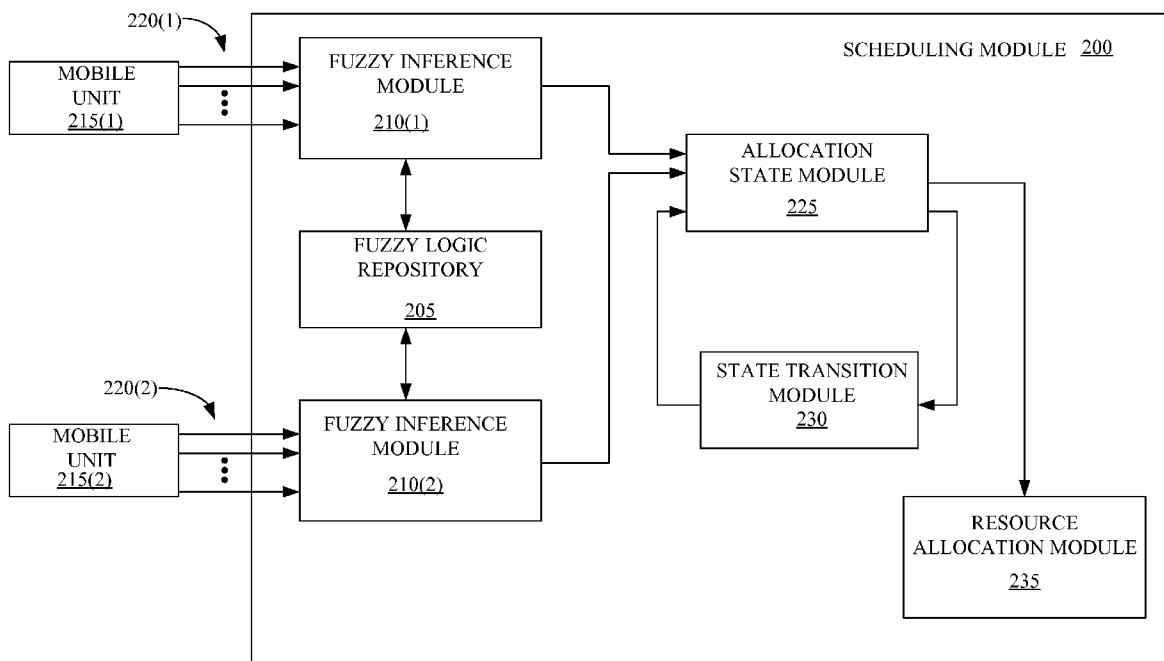 220(1)
SCHEDULING MODULE 200
MOBILE
UNIT
215(1)
FUZZY INFERENCE
MODULE
210(1)
ALLOCATION
STATE MODULE
225
FUZZY LOGIC
REPOSITORY
205
STATE TRANSITION
MODULE
230
220(2)
MOBILE
UNIT
215(2)
FUZZY INFERENCE
MODULE
210(2)
RESOURCE
ALLOCATION MODULE
235